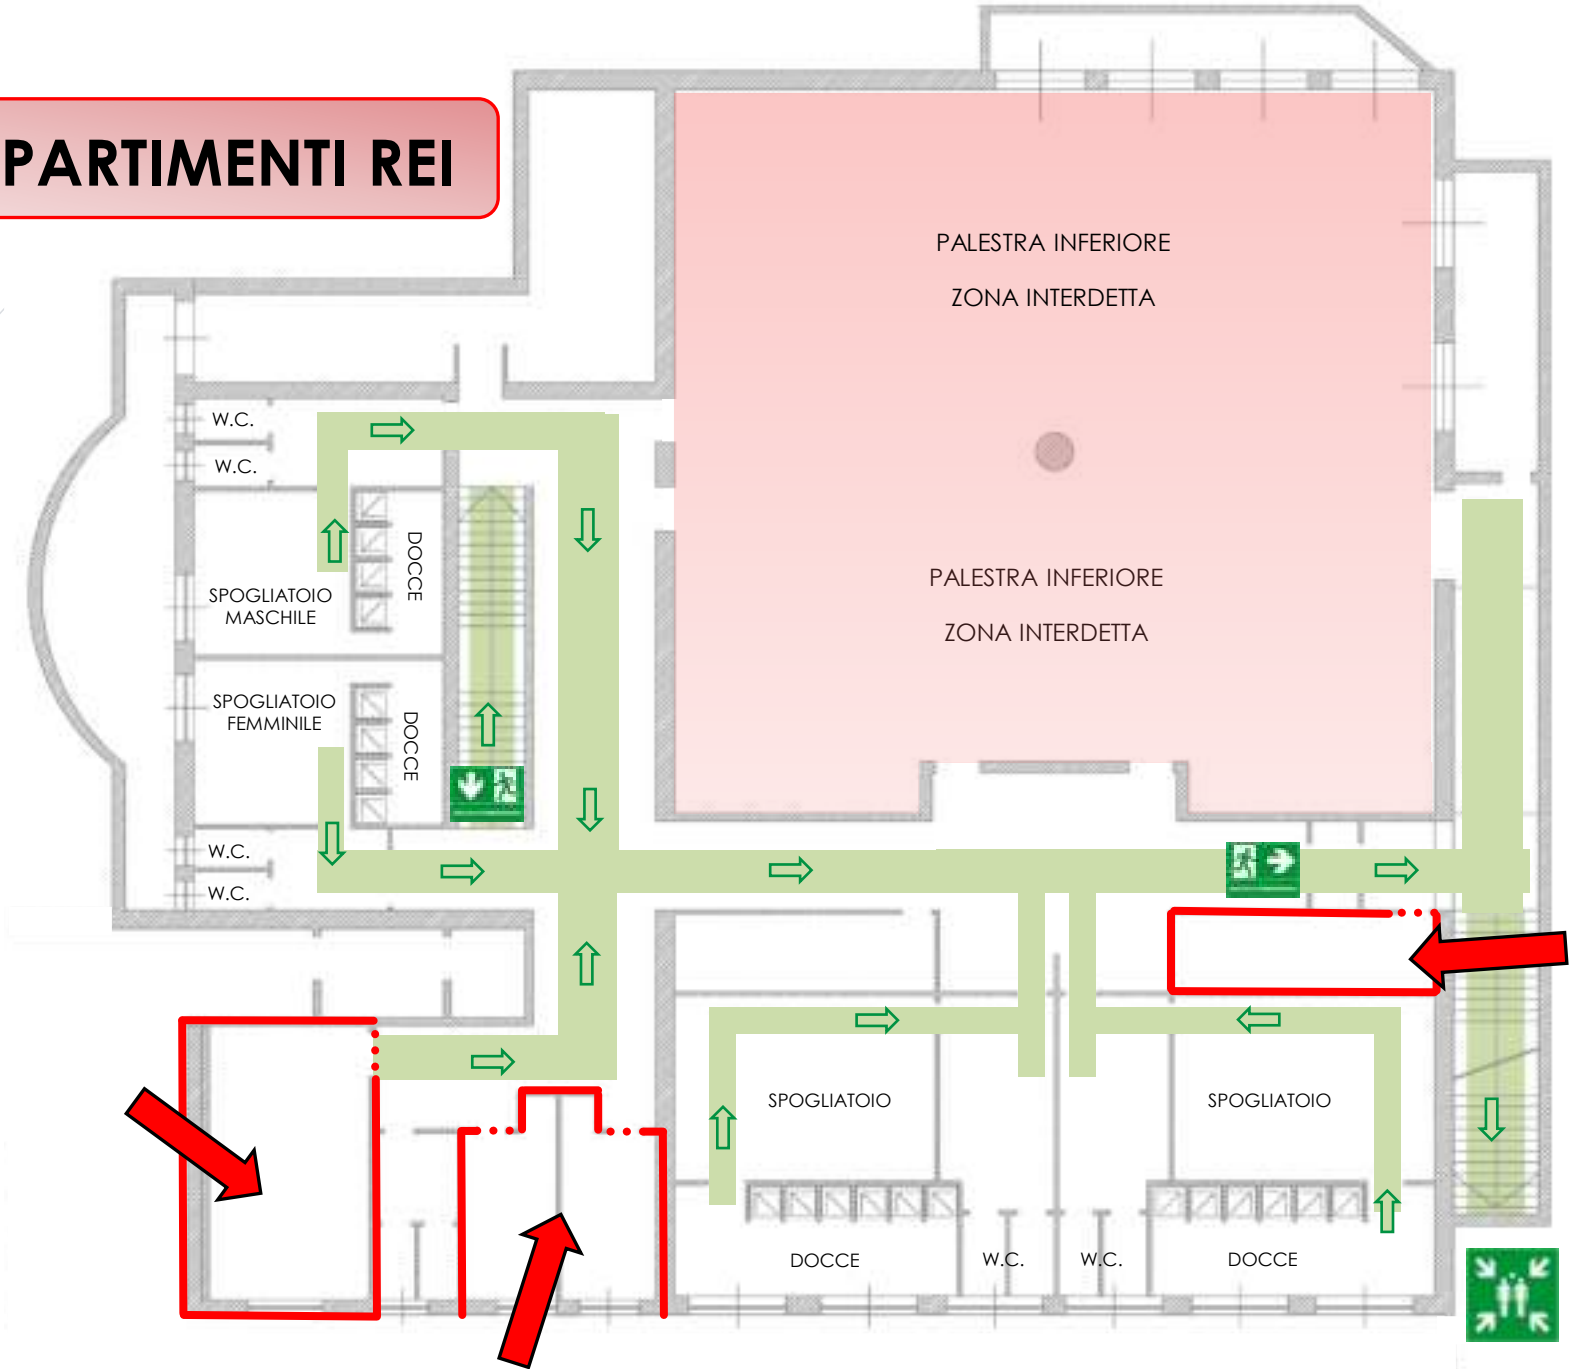 PARTIMENTI REI
PALESTRA INFERIORE
ZONA INTERDETTA
W.C.
W.C.
DOCCE
PALESTRA INFERIORE
SPOGLIATOIO
MASCHILE
ZONA INTERDETTA
SPOGLIATOIO
FEMMINILE
DOCCE
W.C.
W.C.
SPOGLIATOIO
SPOGLIATOIO
DOCCE
W.C.
W.C.
DOCCE